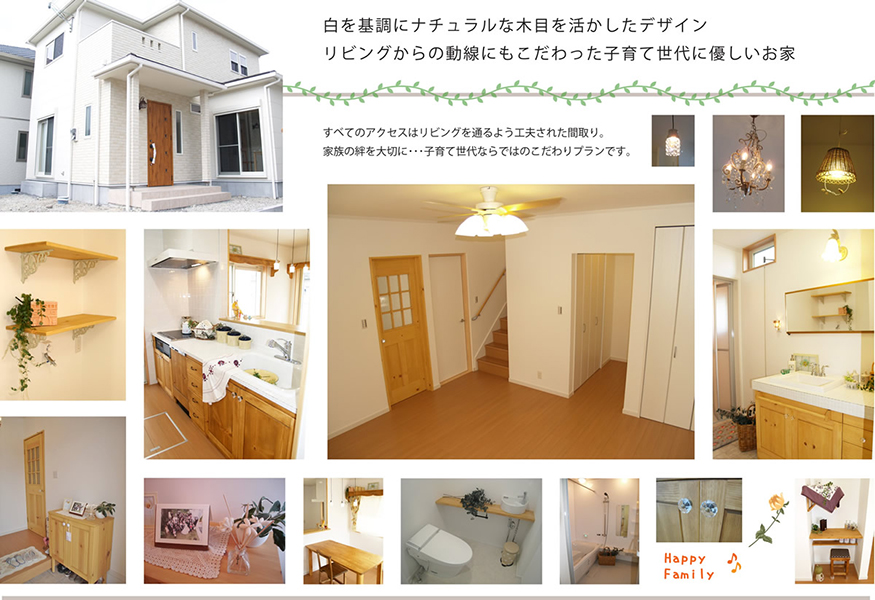 白を基調にナチュラルな木目を活かしたデザイン
リビングからの動線にもこだわった子育て世代に優しいお家
すべてのアクセスはリビングを通るよう工夫された間取り。
家族の絆を大切に･･･子育て世代ならではのこだわりプランです。
Happy
Family